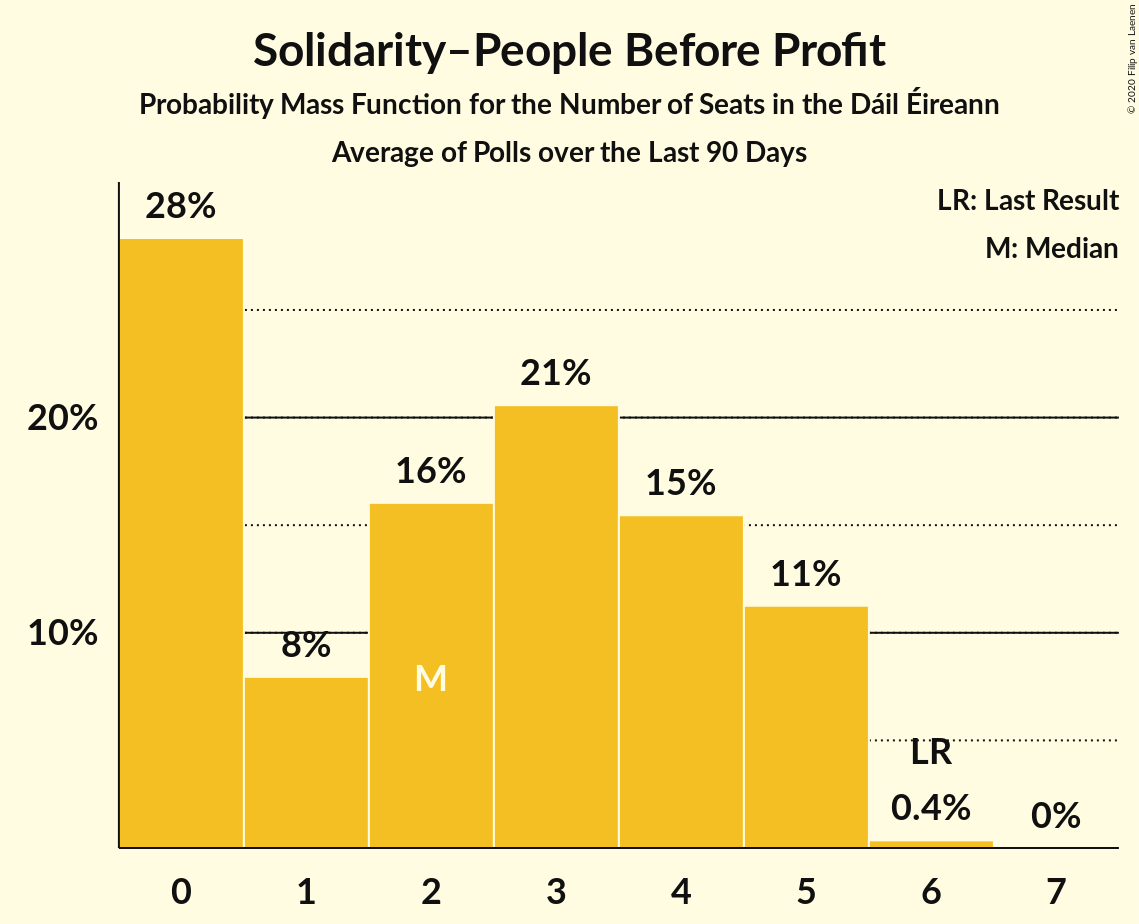 Solidarity–People Before Profit
Probability Mass Function for the Number of Seats in the Dáil Éireann
Average of Polls over the Last 90 Days
© 2020 Filip van Laenen
LR: Last Result
M: Median
28%
21%
20%
16%
15%
11%
10%
8%
M
LR
0.4%
0%
0 1 2 3 4 5 6 7